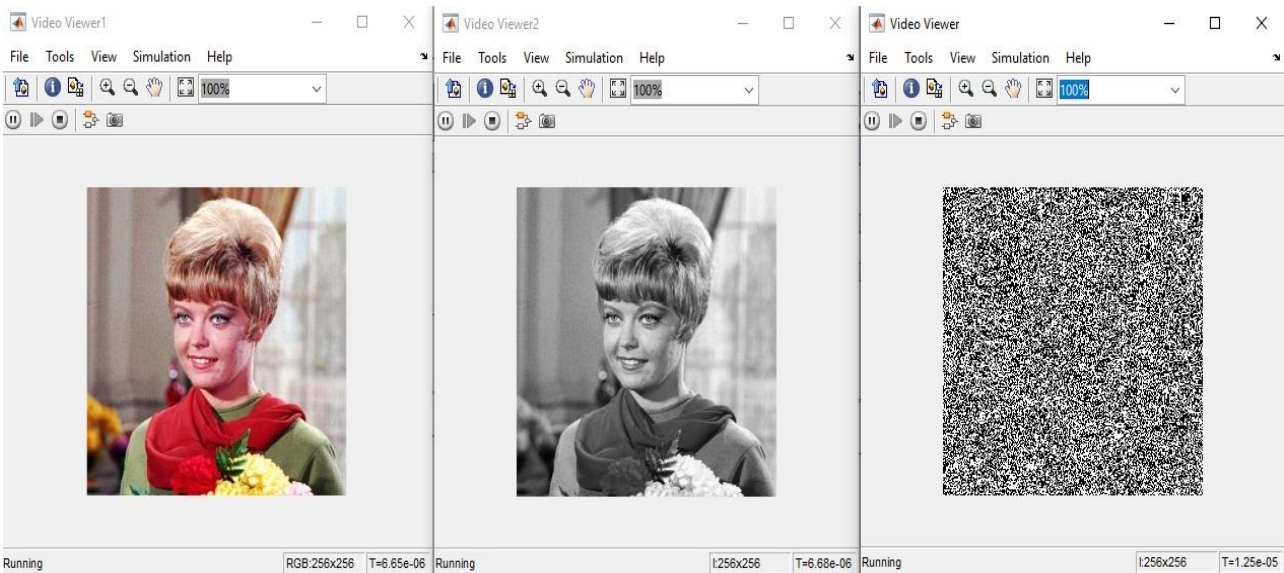 Video Viewer1
File Tools View Simulation Help
100%
Running RGB:256x256 T=6.65e-06
Video Viewer2
File Tools View Simulation Help
100%
Running I:256x256 T=6.68e-06
Video Viewer
File Tools View Simulation Help
100%
Running I:256x256 T=1.25e-05